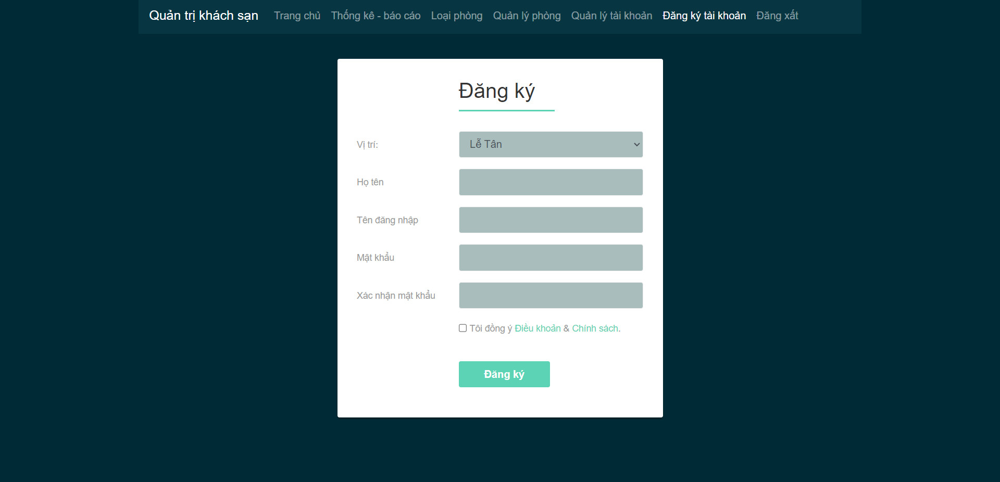 Quản trị khách sạn Trang chủ Thống kê - báo cáo Loại phòng Quản lý phòng Quản lý tài khoản Đăng ký tài khoản Đăng xất
Đăng ký
Vị trí: Lễ Tân
Họ tên
Tên đăng nhập
Mật khẩu
Xác nhận mật khẩu
Tôi đồng ý Điều khoản & Chính sách.
Đăng ký